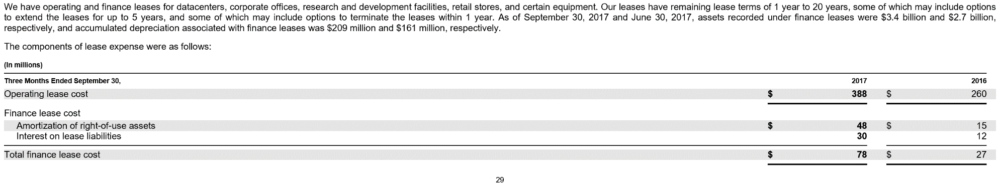 We have operating and finance leases for datacenters, corporate offices, research and development facilities, retail stores, and certain equipment. Our leases have remaining lease terms of 1 year to 20 years, some of which may include options
to extend the leases for up to 5 years, and some of which may include options to terminate the leases within 1 year. As of September 30, 2017 and June 30, 2017, assets recorded under finance leases were $3.4 billion and $2.7 billion,
respectively, and accumulated depreciation associated with finance leases was $209 million and $161 million, respectively.
The components of lease expense were as follows:
(In millions)
Three Months Ended September 30, 2017 2016
Operating lease cost $ 388 $ 260
Finance lease cost
Amortization of right-of-use assets $ 48 $ 15
Interest on lease liabilities 30 12
Total finance lease cost $ 78 $ 27
29